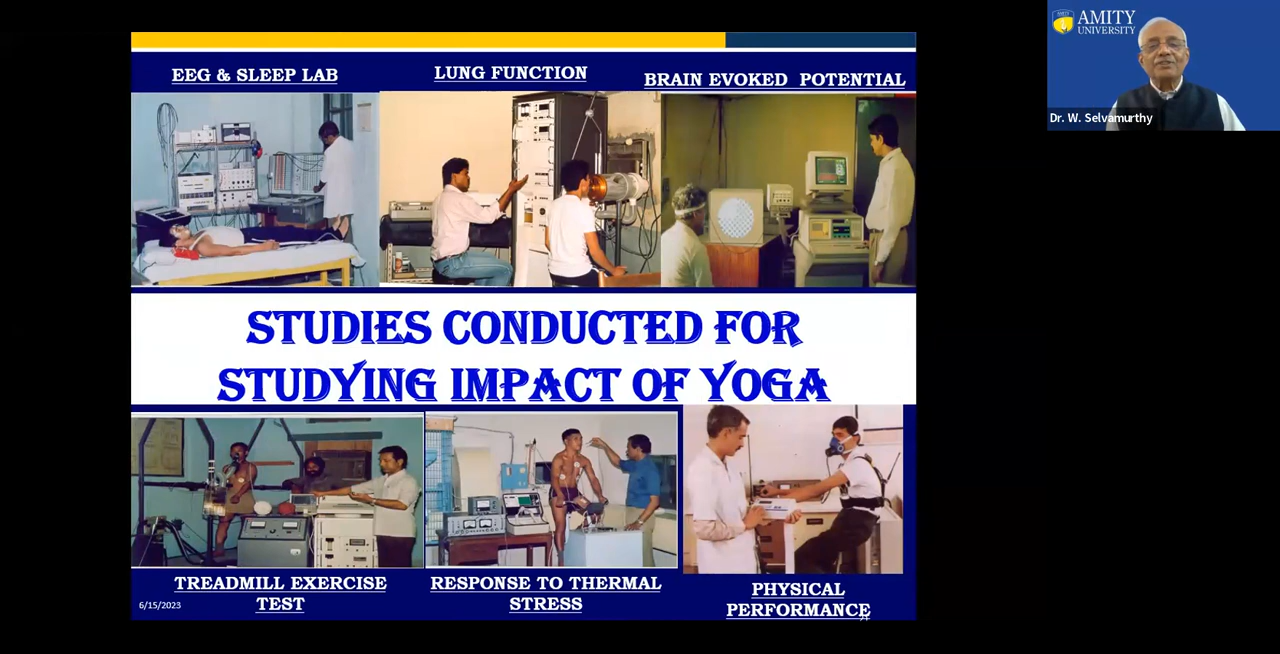 AMITY
UNIVERSITY
Dr. W. Selvamurthy
EEG & SLEEP LAB
LUNG FUNCTION
BRAIN EVOKED POTENTIAL
STUDIES CONDUCTED FOR
STUDYING IMPACT OF YOGA
TREADMILL EXERCISE
TEST
RESPONSE TO THERMAL
STRESS
PHYSICAL
PERFORMANCE
6/15/2023